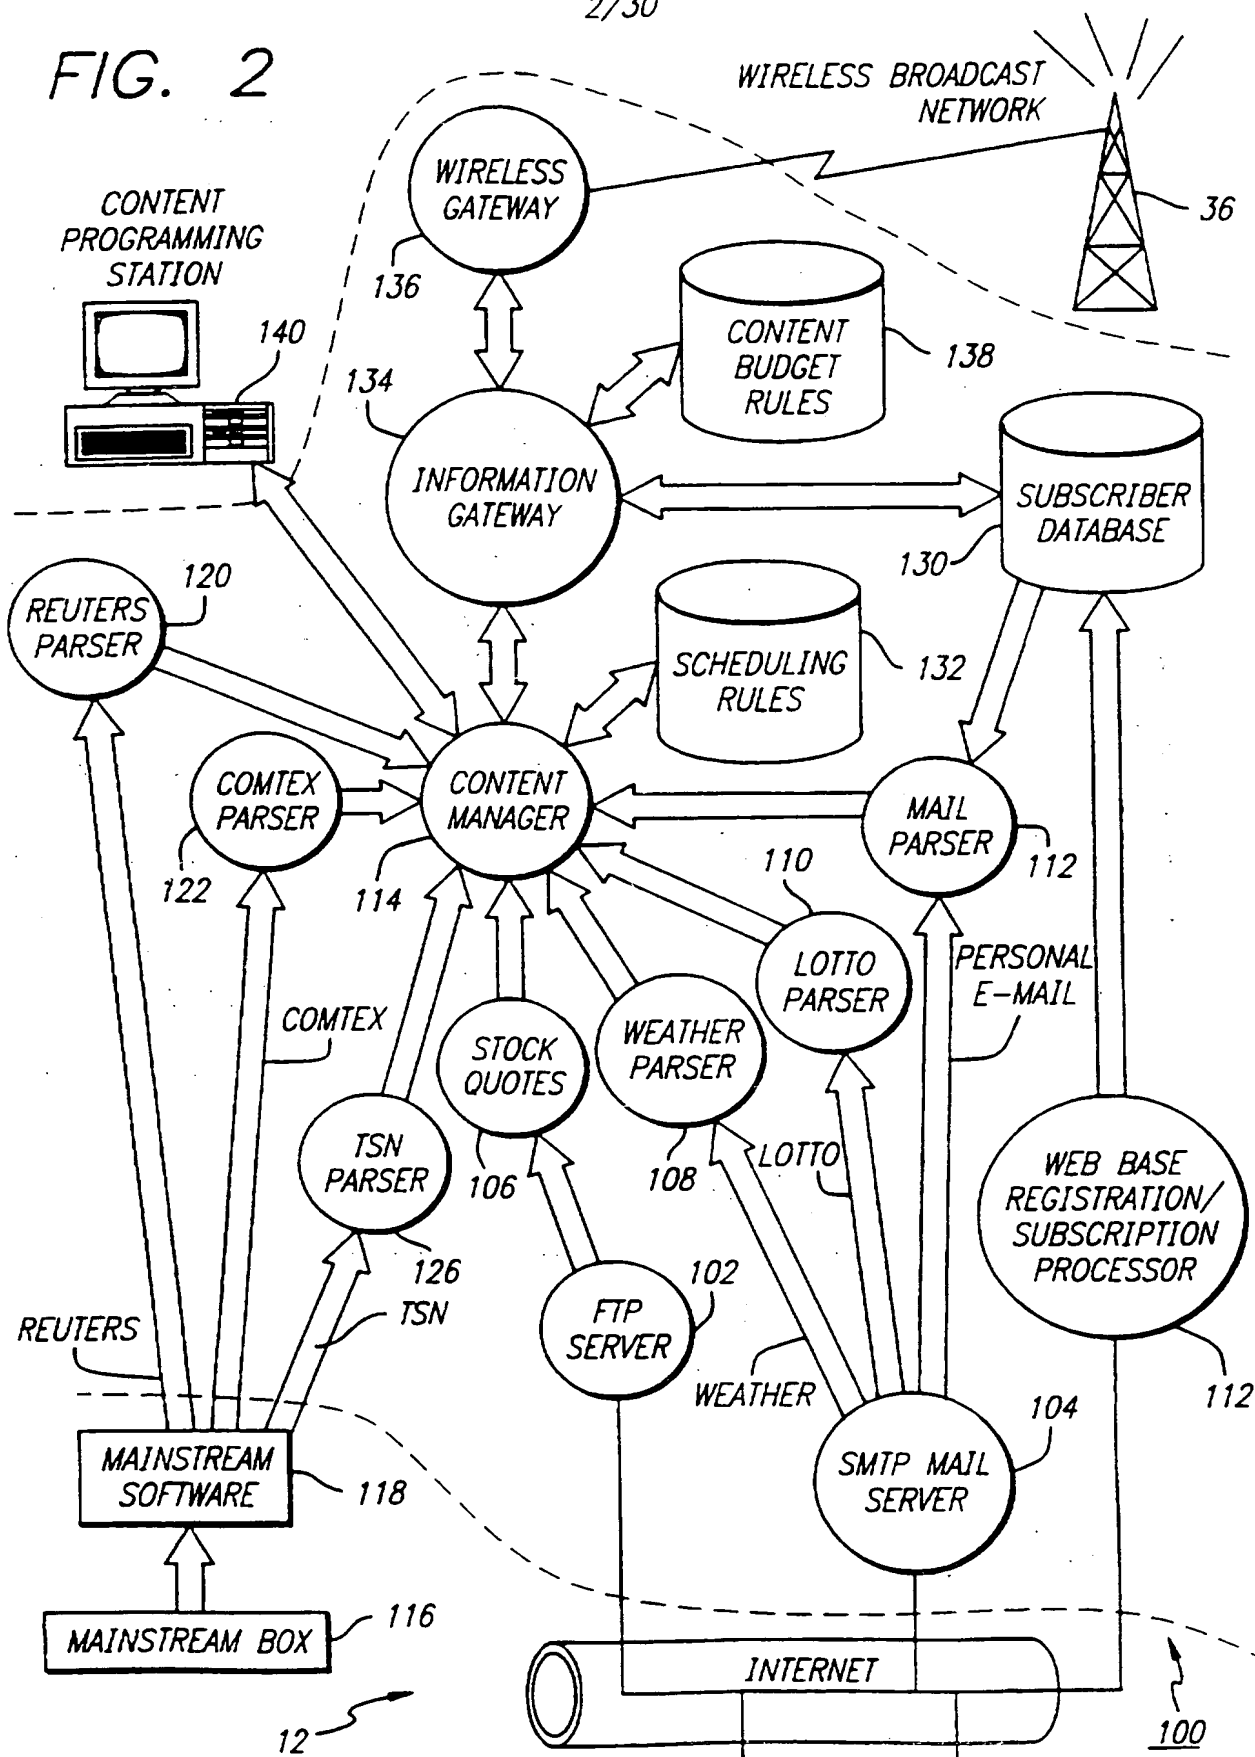 2/30
FIG. 2
WIRELESS BROADCAST
NETWORK
36
WIRELESS
GATEWAY
136
CONTENT
PROGRAMMING
STATION
140
CONTENT
BUDGET
RULES
138
134
INFORMATION
GATEWAY
SUBSCRIBER
DATABASE
130
120
REUTERS
PARSER
SCHEDULING
RULES
132
COMTEX
PARSER
122
CONTENT
MANAGER
114
MAIL
PARSER
112
110
LOTTO
PARSER
PERSONAL
E-MAIL
COMTEX
STOCK
QUOTES
106
WEATHER
PARSER
108
LOTTO
TSN
PARSER
126
WEB BASE
REGISTRATION/
SUBSCRIPTION
PROCESSOR
112
TSN
FTP
SERVER
102
REUTERS
WEATHER
104
SMTP MAIL
SERVER
MAINSTREAM
SOFTWARE
118
MAINSTREAM BOX
116
INTERNET
12
100